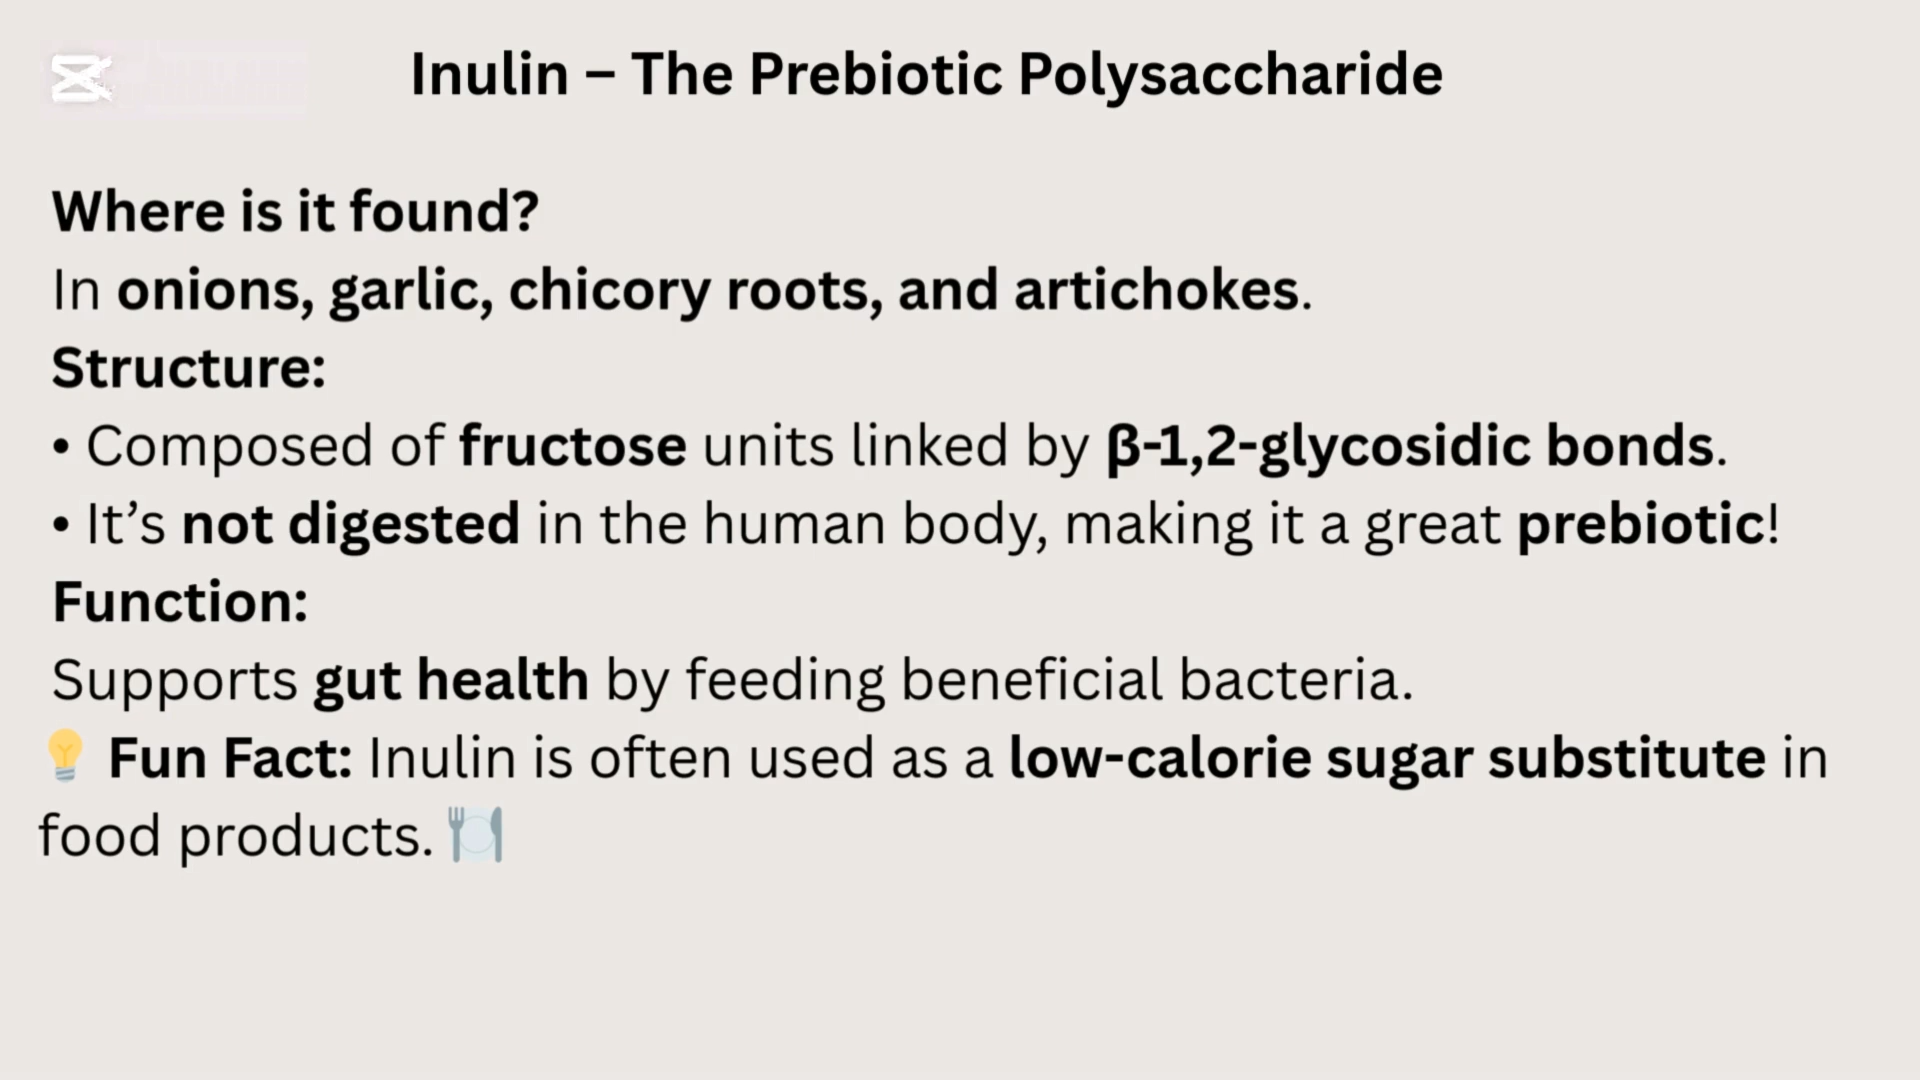 Inulin – The Prebiotic Polysaccharide
Where is it found?
In onions, garlic, chicory roots, and artichokes.
Structure:
• Composed of fructose units linked by β-1,2-glycosidic bonds.
• It’s not digested in the human body, making it a great prebiotic!
Function:
Supports gut health by feeding beneficial bacteria.
💡 Fun Fact: Inulin is often used as a low-calorie sugar substitute in
food products. 🍽️